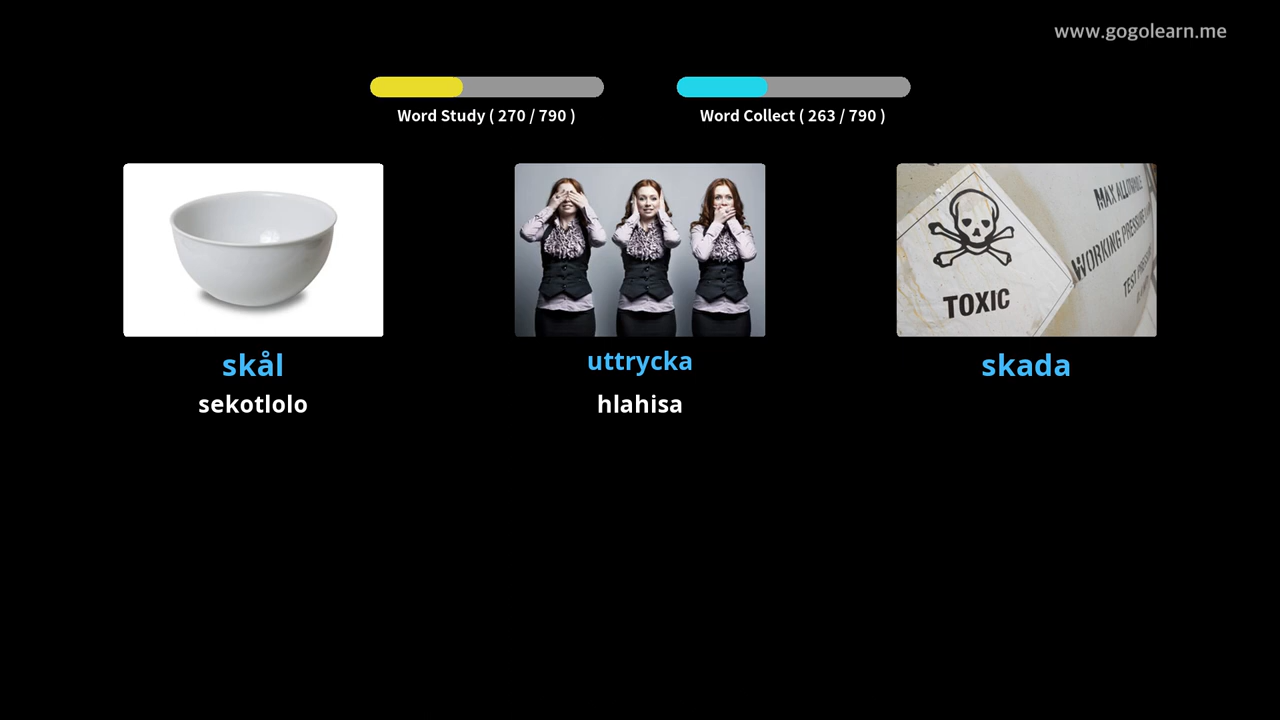 www.gogolearn.me
Word Study ( 270 / 790 )
Word Collect ( 263 / 790 )
MAX ALLOWABLE
WORKING PRESSURE
TEST
TOXIC
skål
uttrycka
skada
sekotlolo
hlahisa